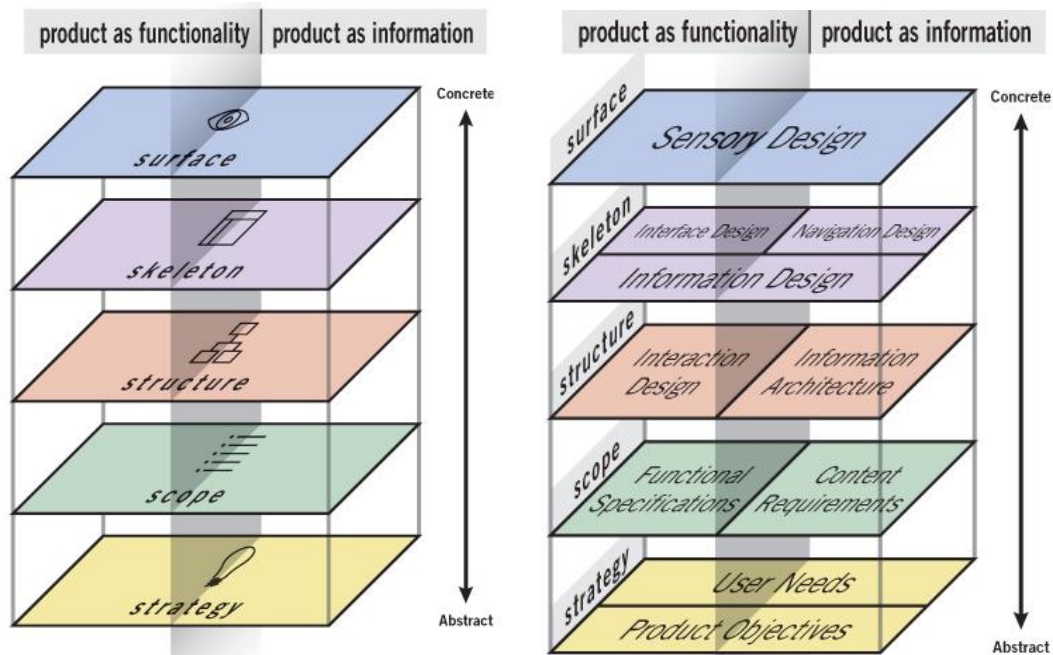 product as functionality
product as information
Concrete
surface
skeleton
structure
scope
strategy
Abstract
product as functionality
product as information
Concrete
surface
Sensory Design
skeleton
Interface Design
Navigation Design
Information Design
structure
Interaction
Design
Information
Architecture
scope
Functional
Specifications
Content
Requirements
strategy
User Needs
Product Objectives
Abstract